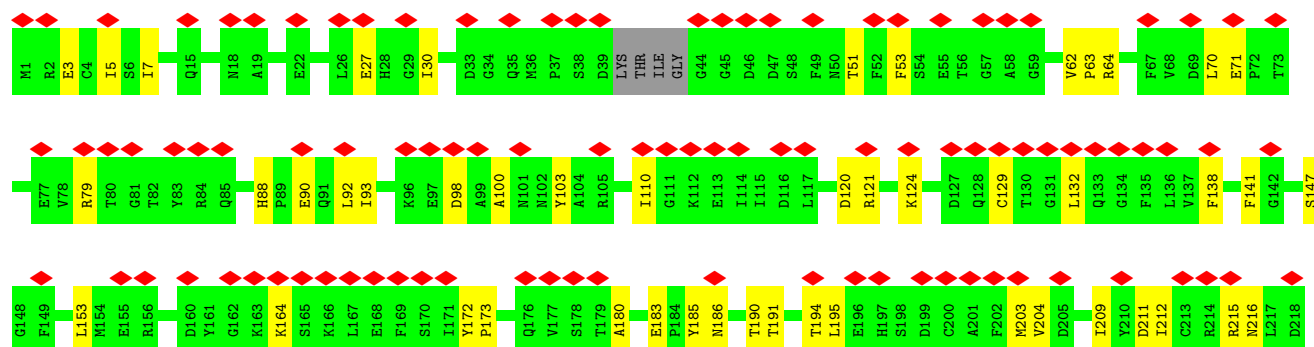 M1 R2 E3 C4 I5 S6 I7 Q15 N18 A19 E22 L26 E27 H28 G29 I30 D33 G34 Q35 M36 P37 S38 D39 LYS THR ILE GLY G44 G45 D46 D47 S48 F49 N50 T51 F52 F53 S54 E55 T56 G57 A58 G59 V62 P63 R64 F67 V68 D69 L70 E71 P72 T73
E77 V78 R79 T80 G81 T82 Y83 R84 Q85 H88 P89 E90 Q91 L92 I93 K96 E97 D98 A99 A100 N101 N102 Y103 A104 R105 I110 G111 K112 E113 I114 I115 D116 L117 D120 R121 K124 D127 Q128 C129 T130 G131 L132 Q133 G134 F135 L136 V137 F138 F141 G142 S147
G148 F149 L153 M154 E155 R156 D160 Y161 G162 K163 K164 S165 K166 L167 E168 F169 S170 I171 Y172 P173 Q176 V177 S178 T179 A180 E183 P184 Y185 N186 T190 T191 T194 L195 E196 H197 S198 D199 C200 A201 F202 M203 V204 D205 I209 Y210 D211 I212 C213 R214 R215 N216 L217 D218